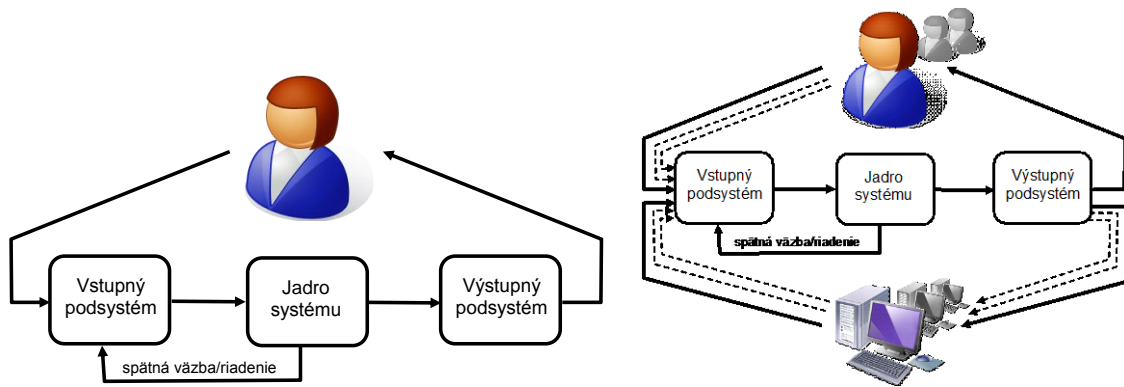 Vstupný
podsystém
Jadro
systému
Výstupný
podsystém
spätná väzba/riadenie
Vstupný
podsystém
Jadro
systému
Výstupný
podsystém
spätná väzba/riadenie